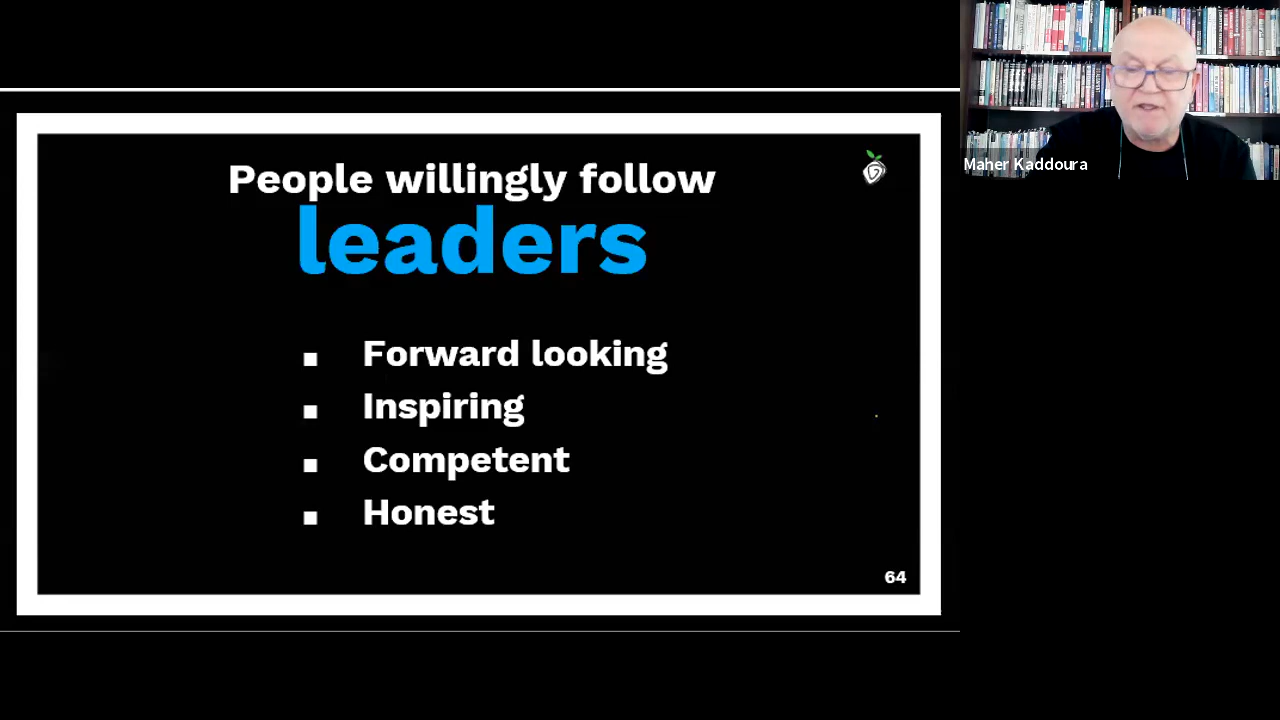 People willingly follow
leaders
▪ Forward looking
▪ Inspiring
▪ Competent
▪ Honest
64
Maher Kaddoura